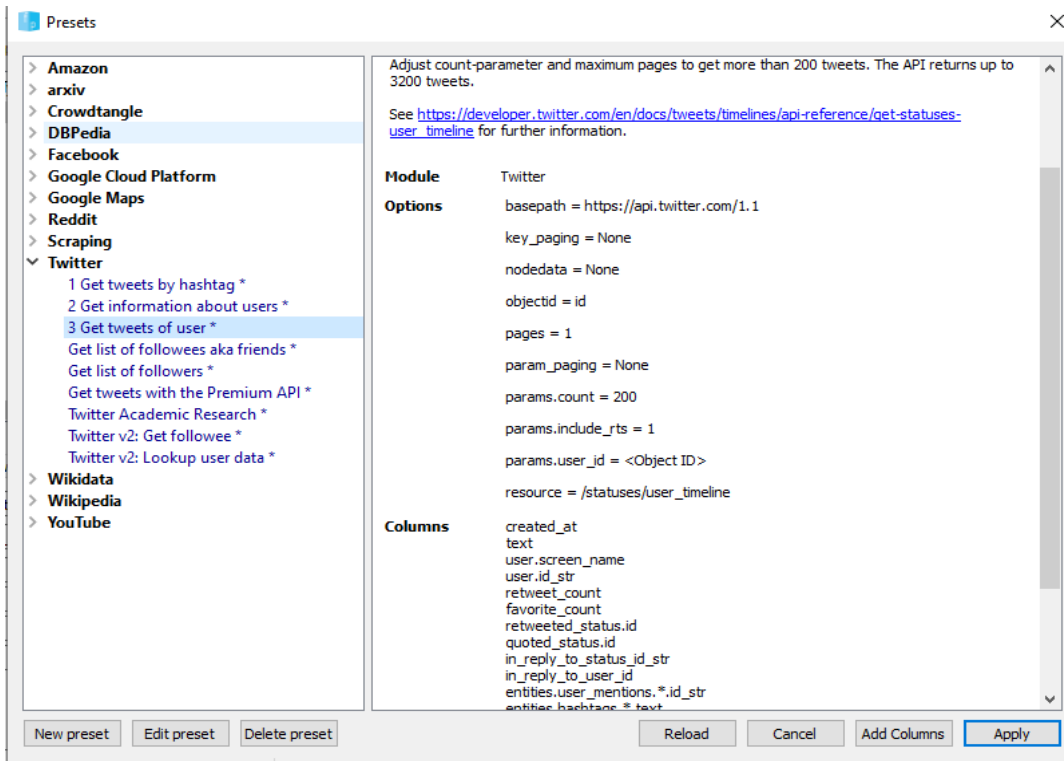 Presets
Amazon
arxiv
Crowdtangle
DBPedia
Facebook
Google Cloud Platform
Google Maps
Reddit
Scraping
Twitter
1 Get tweets by hashtag *
2 Get information about users *
3 Get tweets of user *
Get list of followees aka friends *
Get list of followers *
Get tweets with the Premium API *
Twitter Academic Research *
Twitter v2: Get followee *
Twitter v2: Lookup user data *
Wikidata
Wikipedia
YouTube
Adjust count-parameter and maximum pages to get more than 200 tweets. The API returns up to
3200 tweets.
See https://developer.twitter.com/en/docs/tweets/timelines/api-reference/get-statuses-
user_timeline for further information.
Module Twitter
Options basepath = https://api.twitter.com/1.1
key_paging = None
nodedata = None
objectid = id
pages = 1
param_paging = None
params.count = 200
params.include_rts = 1
params.user_id = <Object ID>
resource = /statuses/user_timeline
Columns created_at
text
user.screen_name
user.id_str
retweet_count
favorite_count
retweeted_status.id
quoted_status.id
in_reply_to_status_id_str
in_reply_to_user_id
entities.user_mentions.*.id_str
entities.hashtags.*.text
New preset Edit preset Delete preset Reload Cancel Add Columns Apply